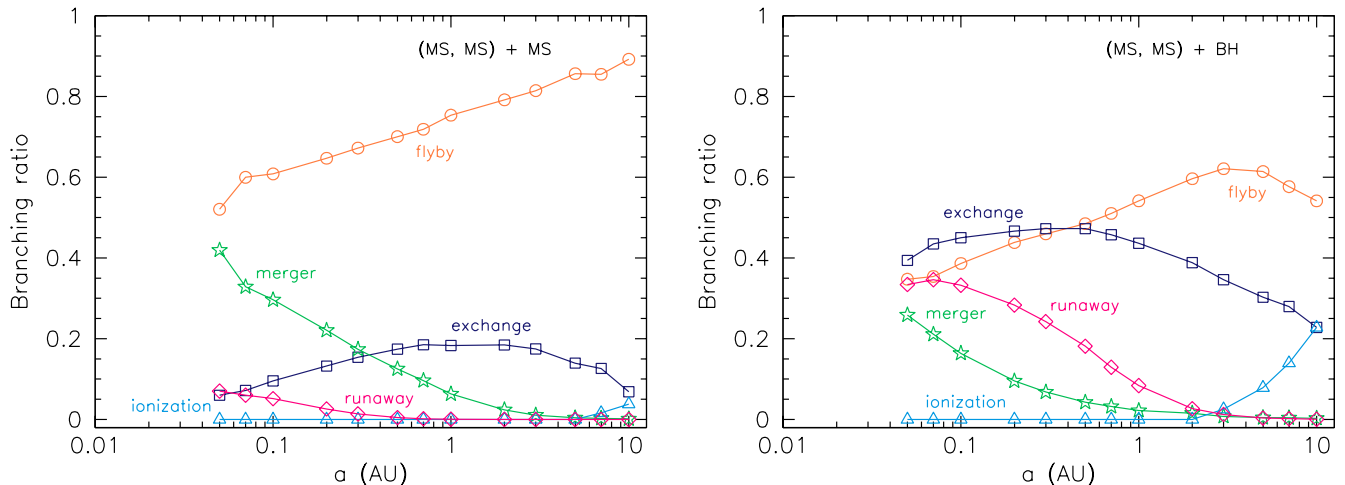 (MS, MS) + MS
Branching ratio
1
0.8
0.6
0.4
0.2
0
flyby
merger
exchange
ionization
runaway
0.01
0.1
1
10
a (AU)
(MS, MS) + BH
Branching ratio
1
0.8
0.6
0.4
0.2
0
flyby
exchange
runaway
merger
ionization
0.01
0.1
1
10
a (AU)